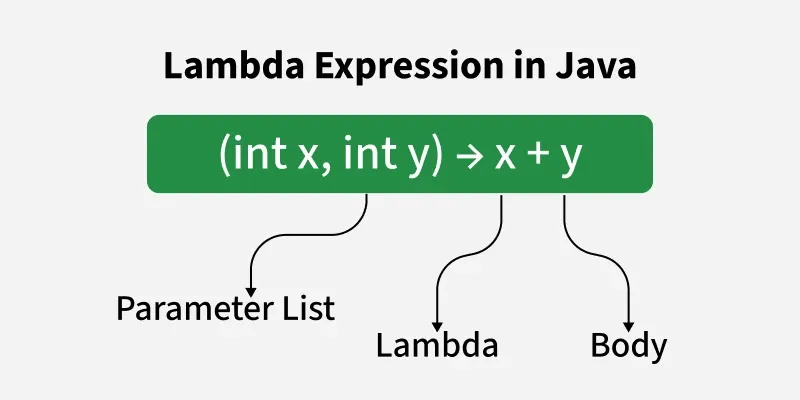 Lambda Expression in Java
(int x, int y) → x + y
Parameter List
Lambda
Body